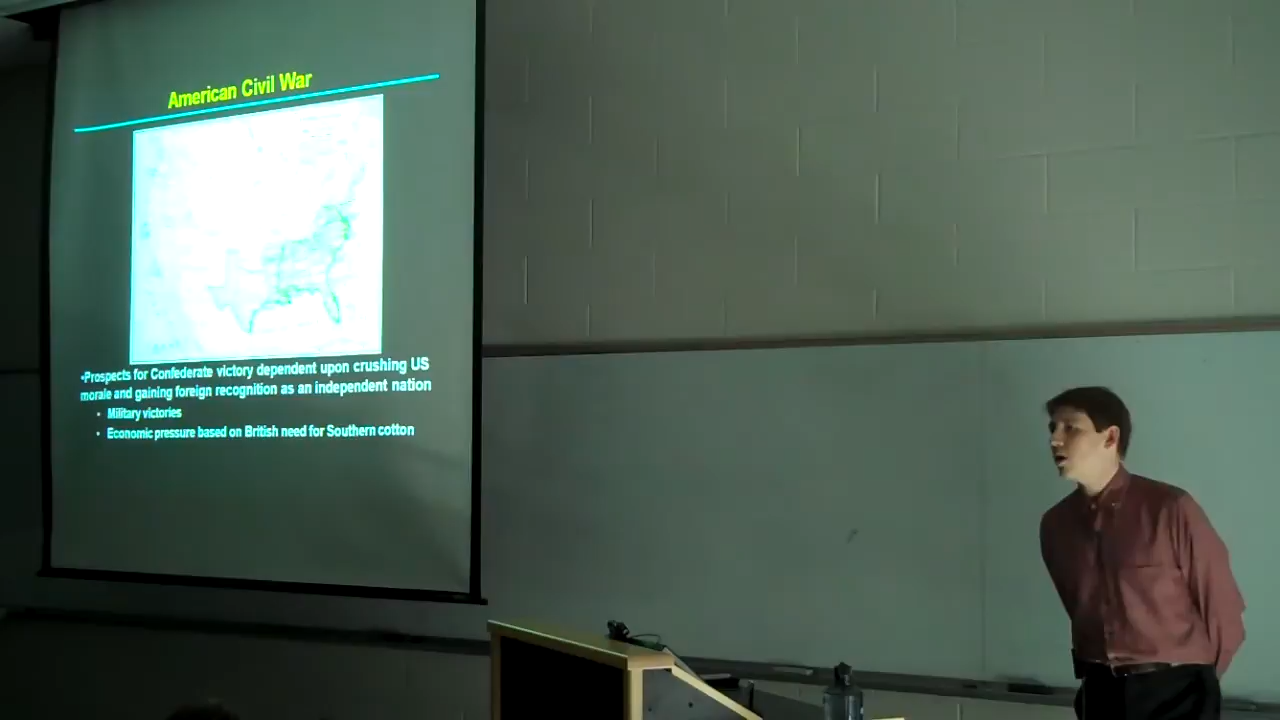 American Civil War
•Prospects for Confederate victory dependent upon crushing US
morale and gaining foreign recognition as an independent nation
• Military victories
• Economic pressure based on British need for Southern cotton